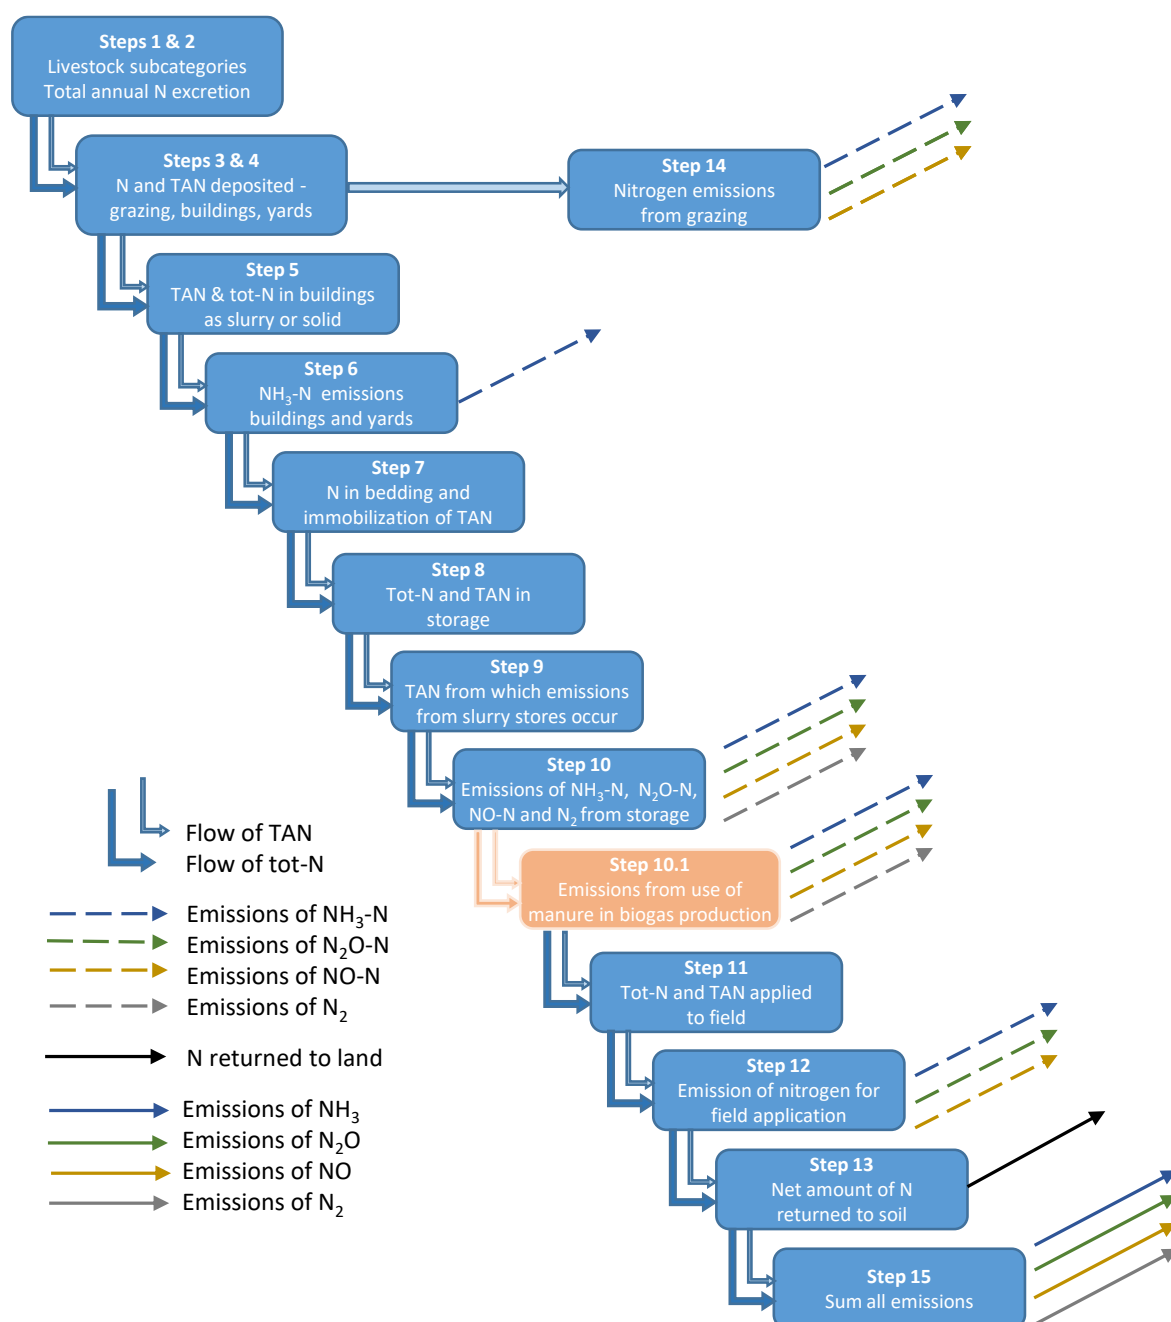 Steps 1 & 2
Livestock subcategories
Total annual N excretion
Steps 3 & 4
N and TAN deposited -
grazing, buildings, yards
Step 14
Nitrogen emissions
from grazing
Step 5
TAN & tot-N in buildings
as slurry or solid
Step 6
NH₃-N emissions
buildings and yards
Step 7
N in bedding and
immobilization of TAN
Step 8
Tot-N and TAN in
storage
Step 9
TAN from which emissions
from slurry stores occur
Step 10
Emissions of NH₃-N, N₂O-N,
NO-N and N₂ from storage
Step 10.1
Emissions from use of
manure in biogas production
Step 11
Tot-N and TAN applied
to field
Step 12
Emission of nitrogen for
field application
Step 13
Net amount of N
returned to soil
Step 15
Sum all emissions
Flow of TAN
Flow of tot-N
Emissions of NH₃-N
Emissions of N₂O-N
Emissions of NO-N
Emissions of N₂
N returned to land
Emissions of NH₃
Emissions of N₂O
Emissions of NO
Emissions of N₂